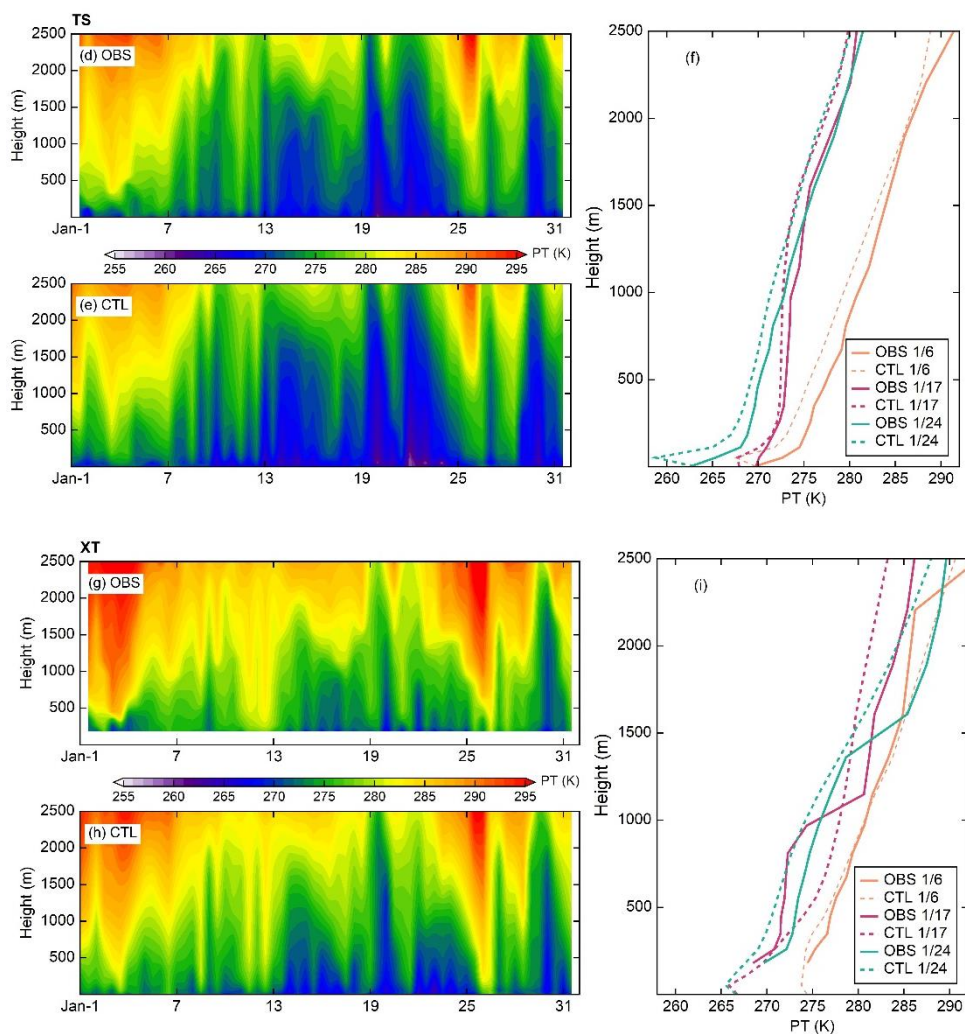 TS
(d) OBS
2500
2000
1500
1000
500
Height (m)
Jan-1 7 13 19 25 31
PT (K)
255 260 265 270 275 280 285 290 295
(e) CTL
2500
2000
1500
1000
500
Height (m)
Jan-1 7 13 19 25 31
(f)
2500
2000
1500
1000
500
Height (m)
OBS 1/6
CTL 1/6
OBS 1/17
CTL 1/17
OBS 1/24
CTL 1/24
260 265 270 275 280 285 290
PT (K)
XT
(g) OBS
2500
2000
1500
1000
500
Height (m)
Jan-1 7 13 19 25 31
PT (K)
255 260 265 270 275 280 285 290 295
(h) CTL
2500
2000
1500
1000
500
Height (m)
Jan-1 7 13 19 25 31
(i)
2500
2000
1500
1000
500
Height (m)
OBS 1/6
CTL 1/6
OBS 1/17
CTL 1/17
OBS 1/24
CTL 1/24
260 265 270 275 280 285 290
PT (K)